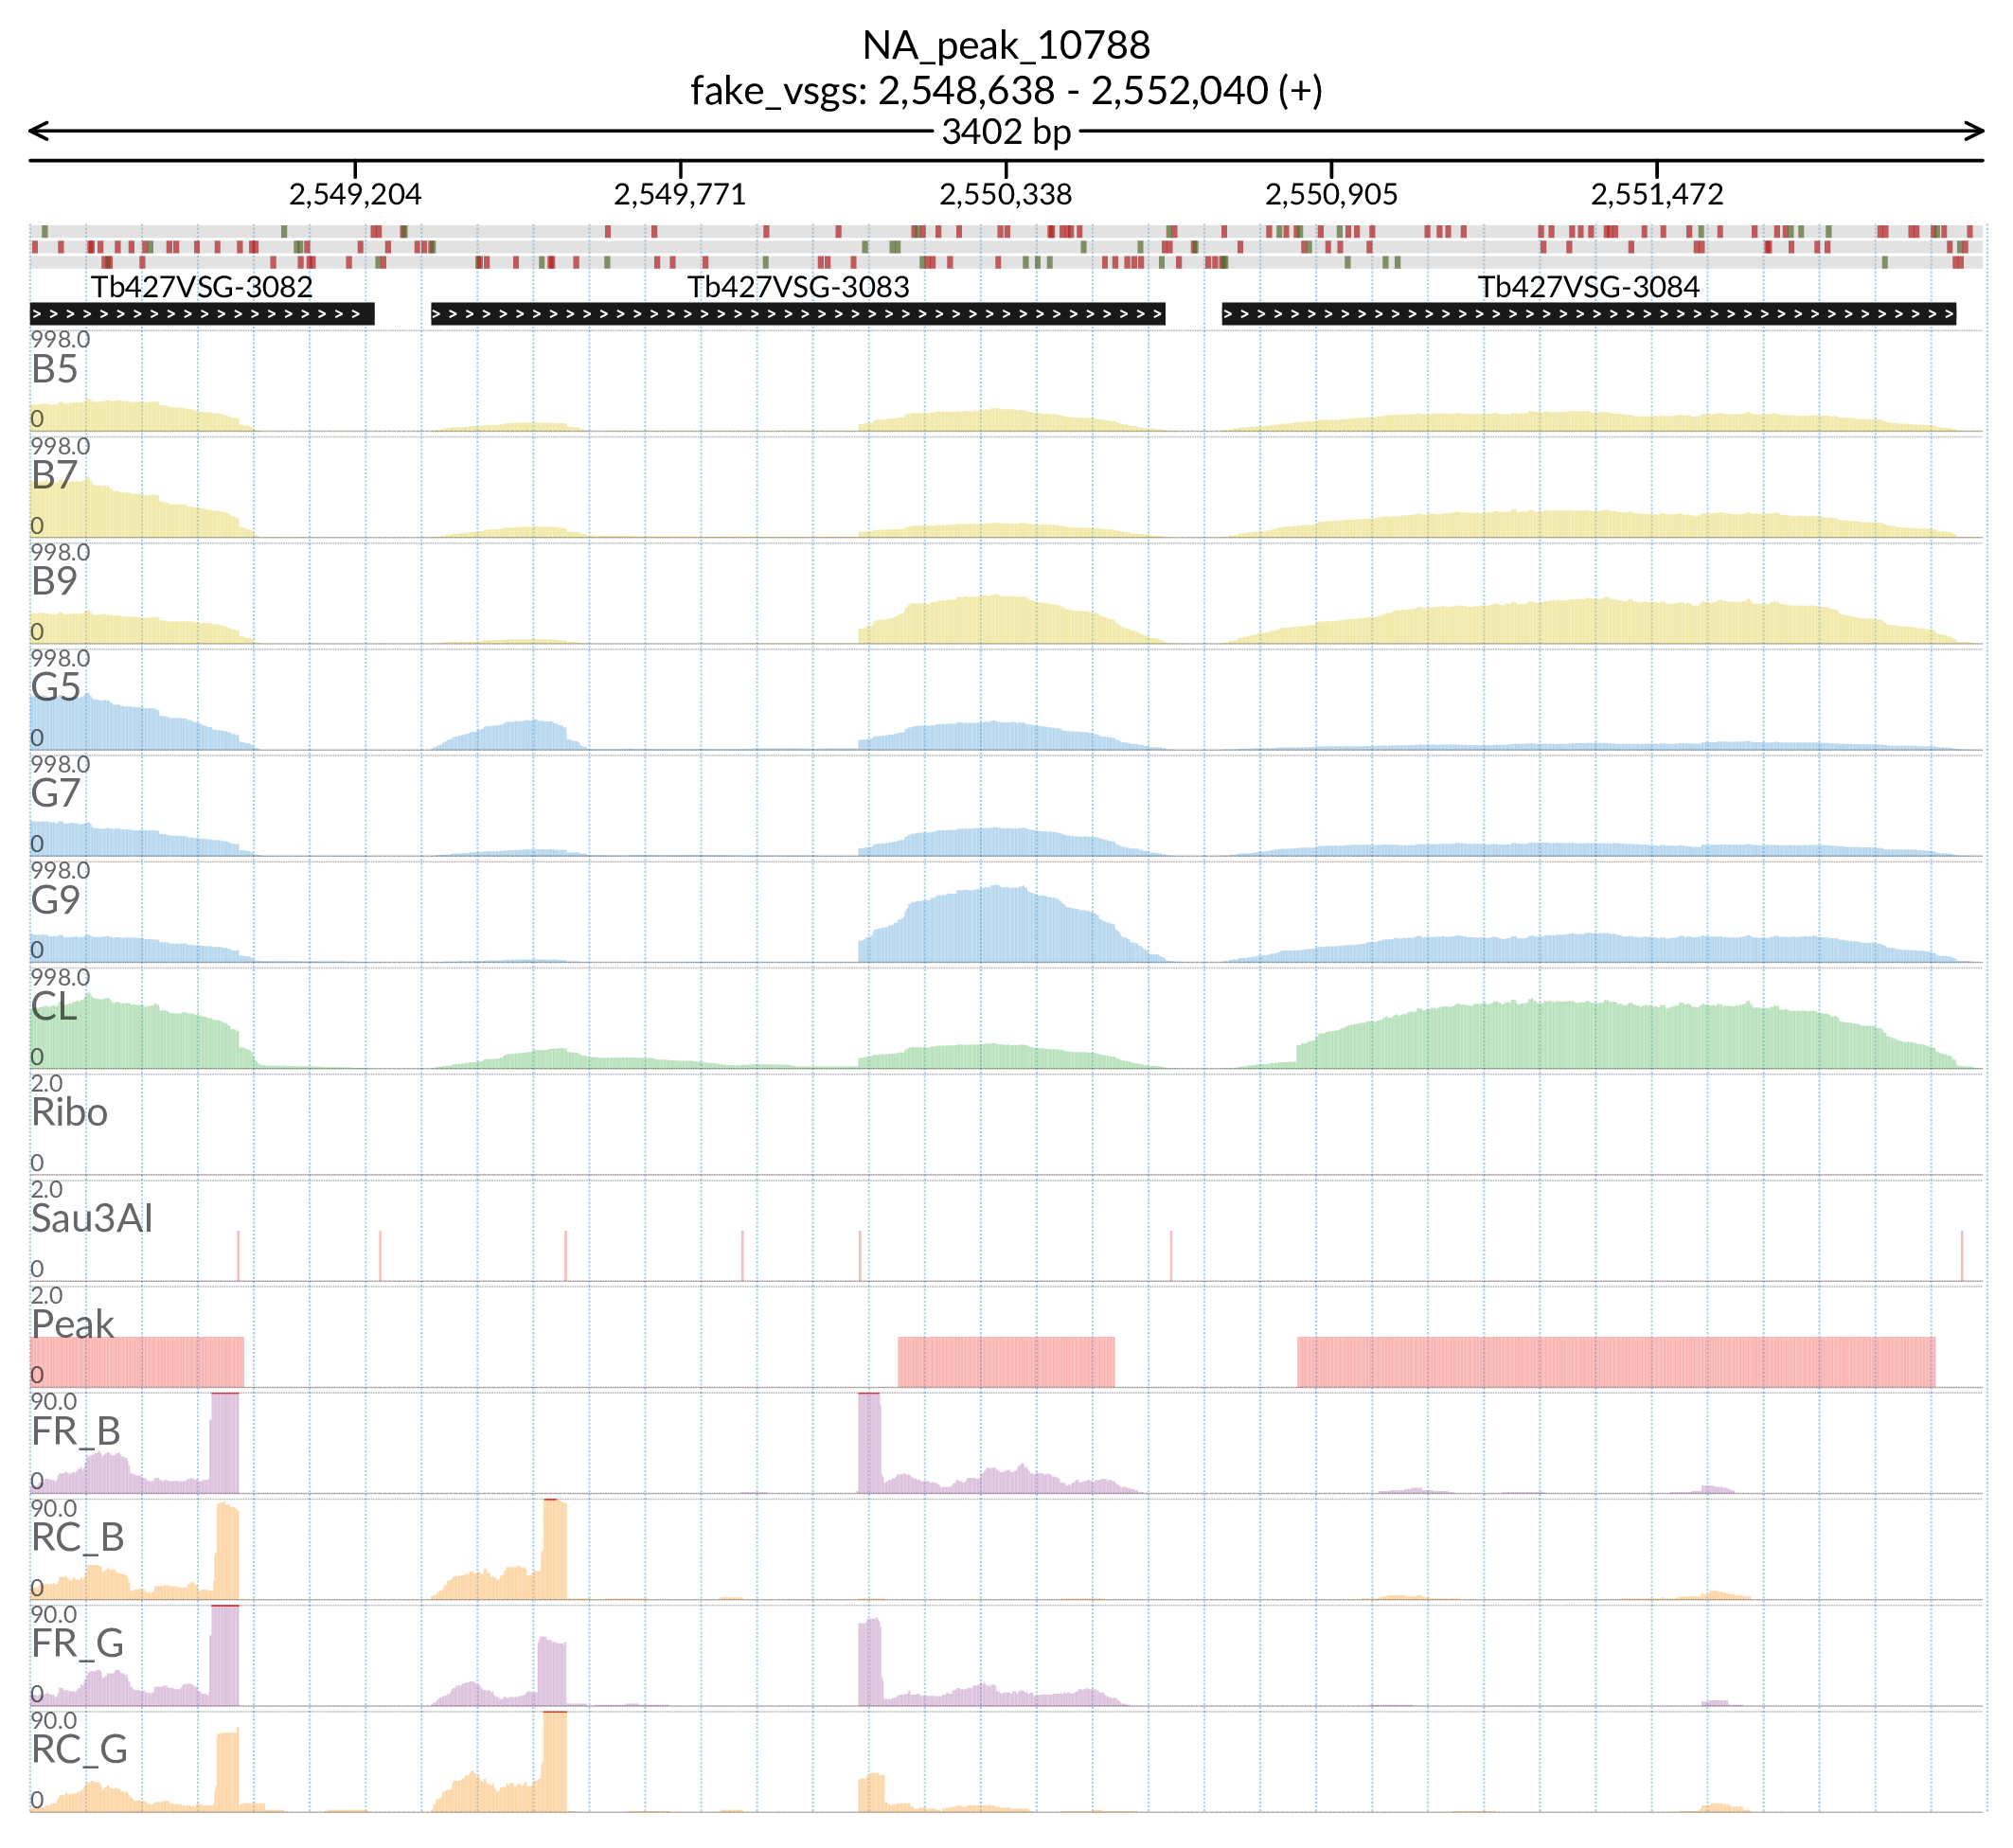 NA_peak_10788
fake_vsgs: 2,548,638 - 2,552,040 (+)
3402 bp
2,549,204 2,549,771 2,550,338 2,550,905 2,551,472
Tb427VSG-3082 Tb427VSG-3083 Tb427VSG-3084
998.0
B5
0
998.0
B7
0
998.0
B9
0
998.0
G5
0
998.0
G7
0
998.0
G9
0
998.0
CL
0
2.0
Ribo
0
2.0
Sau3AI
0
2.0
Peak
0
90.0
FR_B
0
90.0
RC_B
0
90.0
FR_G
0
90.0
RC_G
0